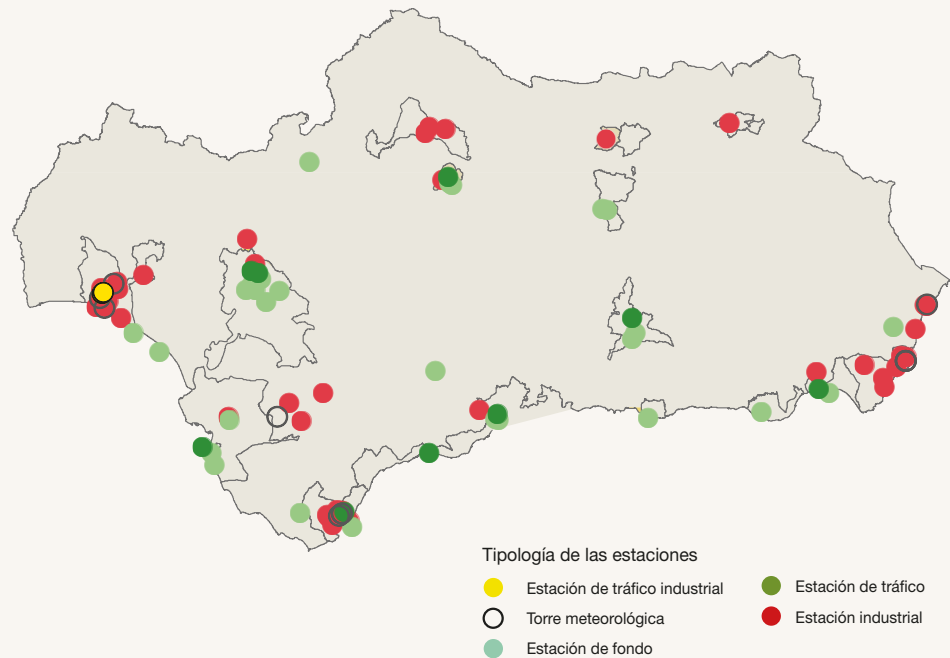 Tipología de las estaciones
Estación de tráfico industrial
Torre meteorológica
Estación de fondo
Estación de tráfico
Estación industrial